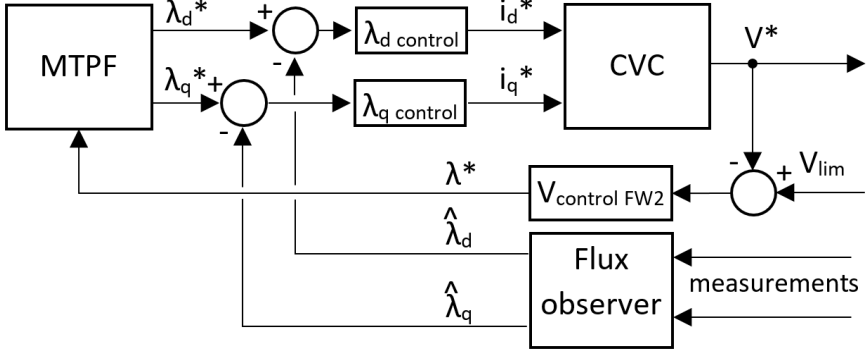 λd*
MTPF
λq*
+
-
+
-
λd control
λq control
id*
iq*
CVC
V*
-
+
Vlim
λ*
Vcontrol FW2
λ̂d
λ̂q
Flux
observer
measurements